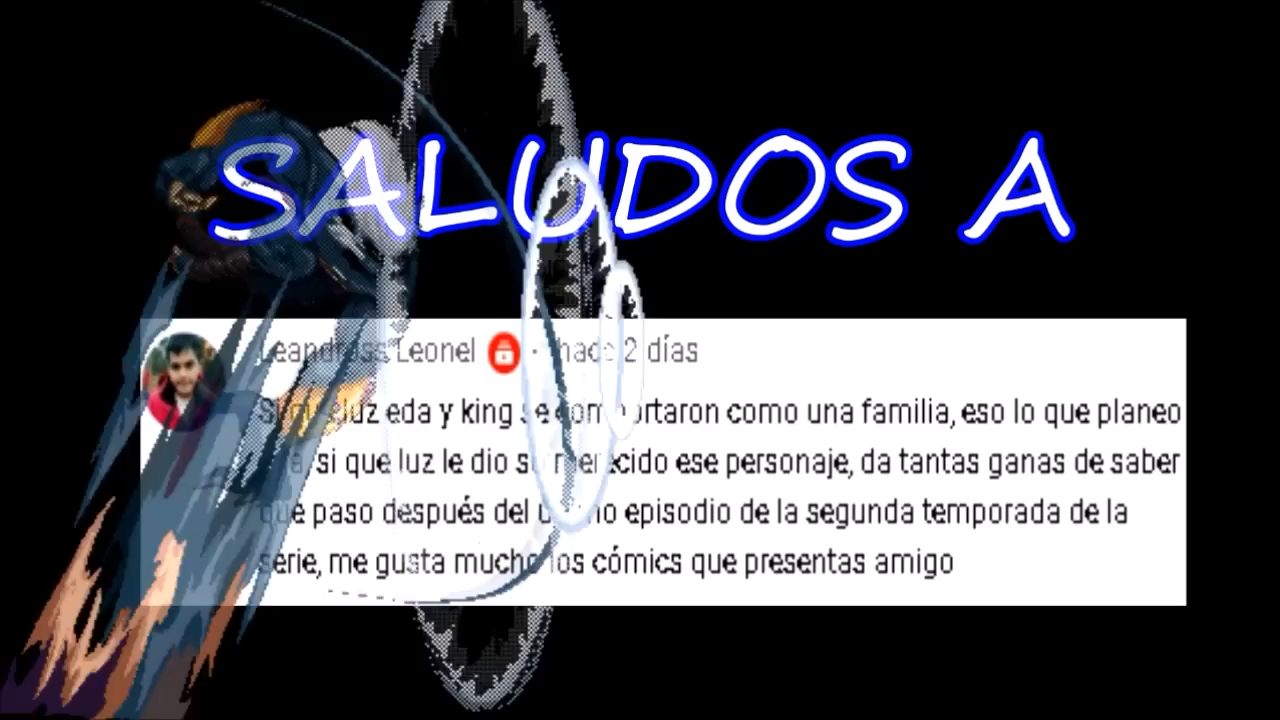 SALUDOS A
Leonel · hace 2 días
luz eda y king se comportaron como una familia, eso lo que planeo
si que luz le dio su merecido ese personaje, da tantas ganas de saber
que paso después del último episodio de la segunda temporada de la
serie, me gusta mucho los cómics que presentas amigo